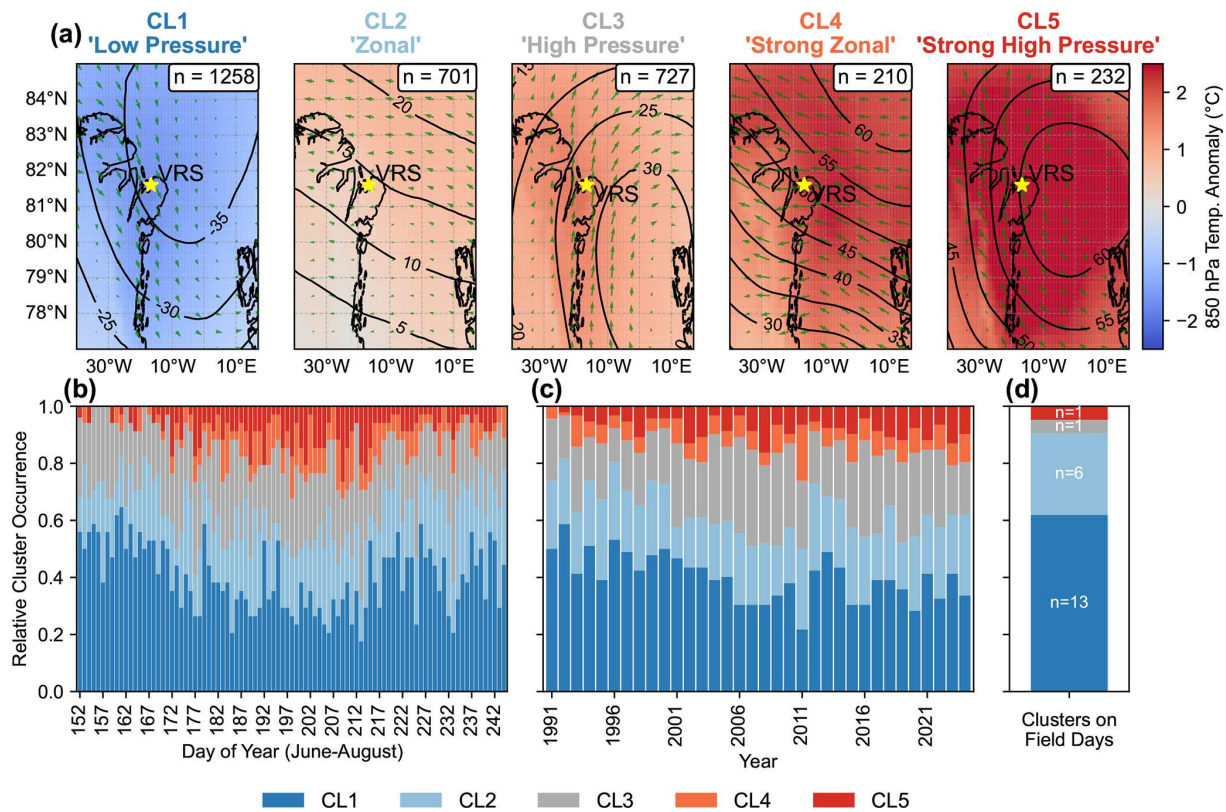 (a)
CL1
'Low Pressure'
CL2
'Zonal'
CL3
'High Pressure'
CL4
'Strong Zonal'
CL5
'Strong High Pressure'
n = 1258
n = 701
n = 727
n = 210
n = 232
84°N
83°N
82°N
81°N
80°N
79°N
78°N
VRS
-35
-30
-25
VRS
20
15
10
5
VRS
15
25
30
20
VRS
60
55
50
45
40
35
30
VRS
45
60
55
50
30°W 10°W 10°E
30°W 10°W 10°E
30°W 10°W 10°E
30°W 10°W 10°E
30°W 10°W 10°E
2
1
0
−1
−2
850 hPa Temp. Anomaly (°C)
(b)
1.0
0.8
0.6
0.4
0.2
0.0
Relative Cluster Occurrence
152 157 162 167 172 177 182 187 192 197 202 207 212 217 222 227 232 237 242
Day of Year (June-August)
(c)
1991 1996 2001 2006 2011 2016 2021
Year
(d)
n=1
n=1
n=6
n=13
Clusters on
Field Days
CL1 CL2 CL3 CL4 CL5